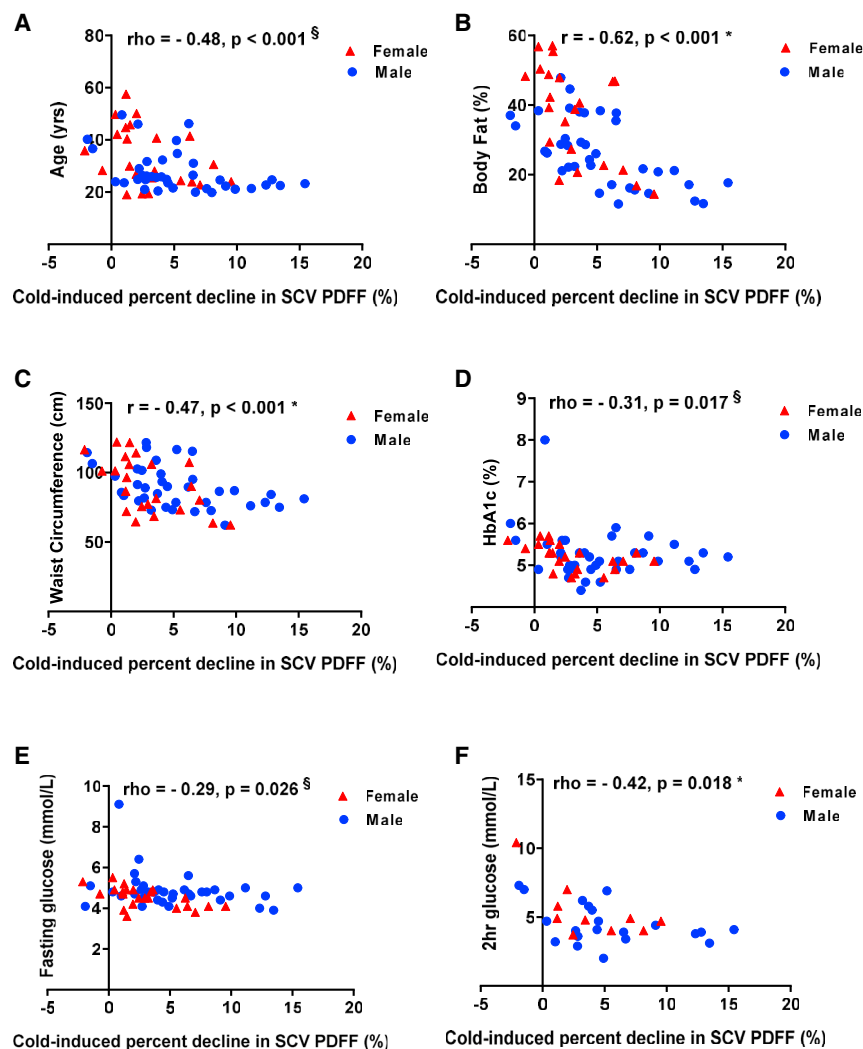 A
rho = - 0.48, p < 0.001 §
Female
Male
Age (yrs)
80
60
40
20
-5 0 5 10 15 20
Cold-induced percent decline in SCV PDFF (%)
B
r = - 0.62, p < 0.001 *
Female
Male
Body Fat (%)
60
40
20
-5 0 5 10 15 20
Cold-induced percent decline in SCV PDFF (%)
C
r = - 0.47, p < 0.001 *
Female
Male
Waist Circumference (cm)
150
100
50
-5 0 5 10 15 20
Cold-induced percent decline in SCV PDFF (%)
D
rho = - 0.31, p = 0.017 §
Female
Male
HbA1c (%)
9
8
7
6
5
-5 0 5 10 15 20
Cold-induced percent decline in SCV PDFF (%)
E
rho = - 0.29, p = 0.026 §
Female
Male
Fasting glucose (mmol/L)
10
8
6
4
2
-5 0 5 10 15 20
Cold-induced percent decline in SCV PDFF (%)
F
rho = - 0.42, p = 0.018 *
Female
Male
2hr glucose (mmol/L)
15
10
5
-5 0 5 10 15 20
Cold-induced percent decline in SCV PDFF (%)